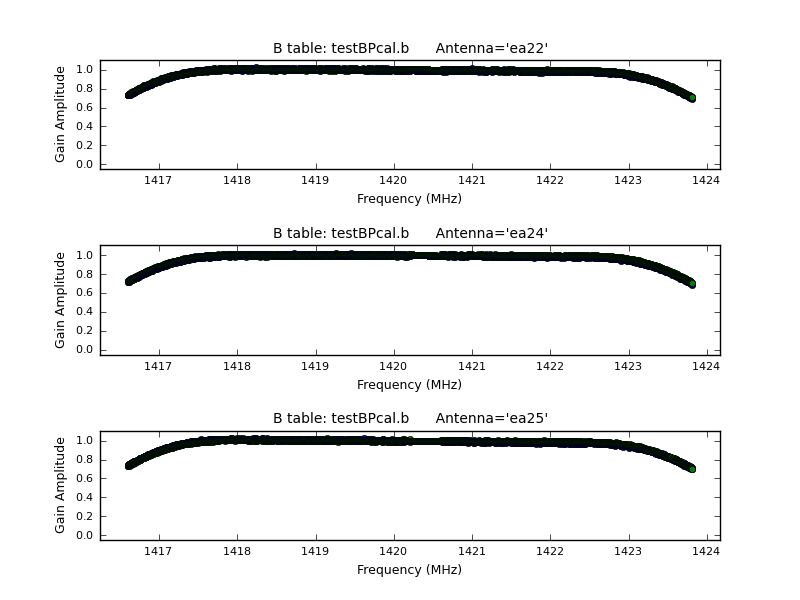 B table: testBPcal.b      Antenna='ea22'
1.0
0.8
0.6
0.4
0.2
0.0
Gain Amplitude
1417 1418 1419 1420 1421 1422 1423 1424
Frequency (MHz)
B table: testBPcal.b      Antenna='ea24'
1.0
0.8
0.6
0.4
0.2
0.0
Gain Amplitude
1417 1418 1419 1420 1421 1422 1423 1424
Frequency (MHz)
B table: testBPcal.b      Antenna='ea25'
1.0
0.8
0.6
0.4
0.2
0.0
Gain Amplitude
1417 1418 1419 1420 1421 1422 1423 1424
Frequency (MHz)